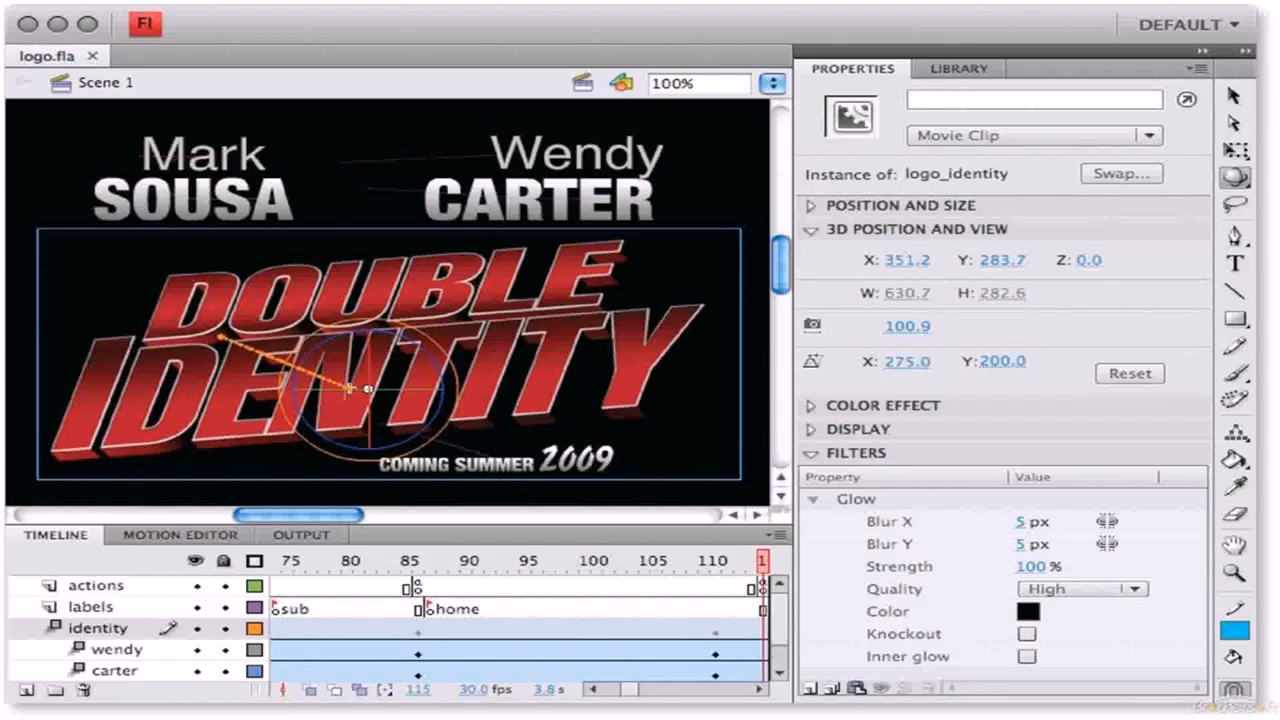 Fl
DEFAULT
logo.fla
Scene 1
100%
Mark
SOUSA
Wendy
CARTER
DOUBLE
IDENTITY
COMING SUMMER 2009
TIMELINE
MOTION EDITOR
OUTPUT
75 80 85 90 95 100 105 110 1
actions
labels
sub
home
identity
wendy
carter
115 30.0 fps 3.8 s
PROPERTIES
LIBRARY
Movie Clip
Instance of: logo_identity
Swap...
POSITION AND SIZE
3D POSITION AND VIEW
X: 351.2 Y: 283.7 Z: 0.0
W: 630.7 H: 282.6
100.9
X: 275.0 Y: 200.0
Reset
COLOR EFFECT
DISPLAY
FILTERS
Property Value
Glow
Blur X 5 px
Blur Y 5 px
Strength 100 %
Quality High
Color
Knockout
Inner glow
T